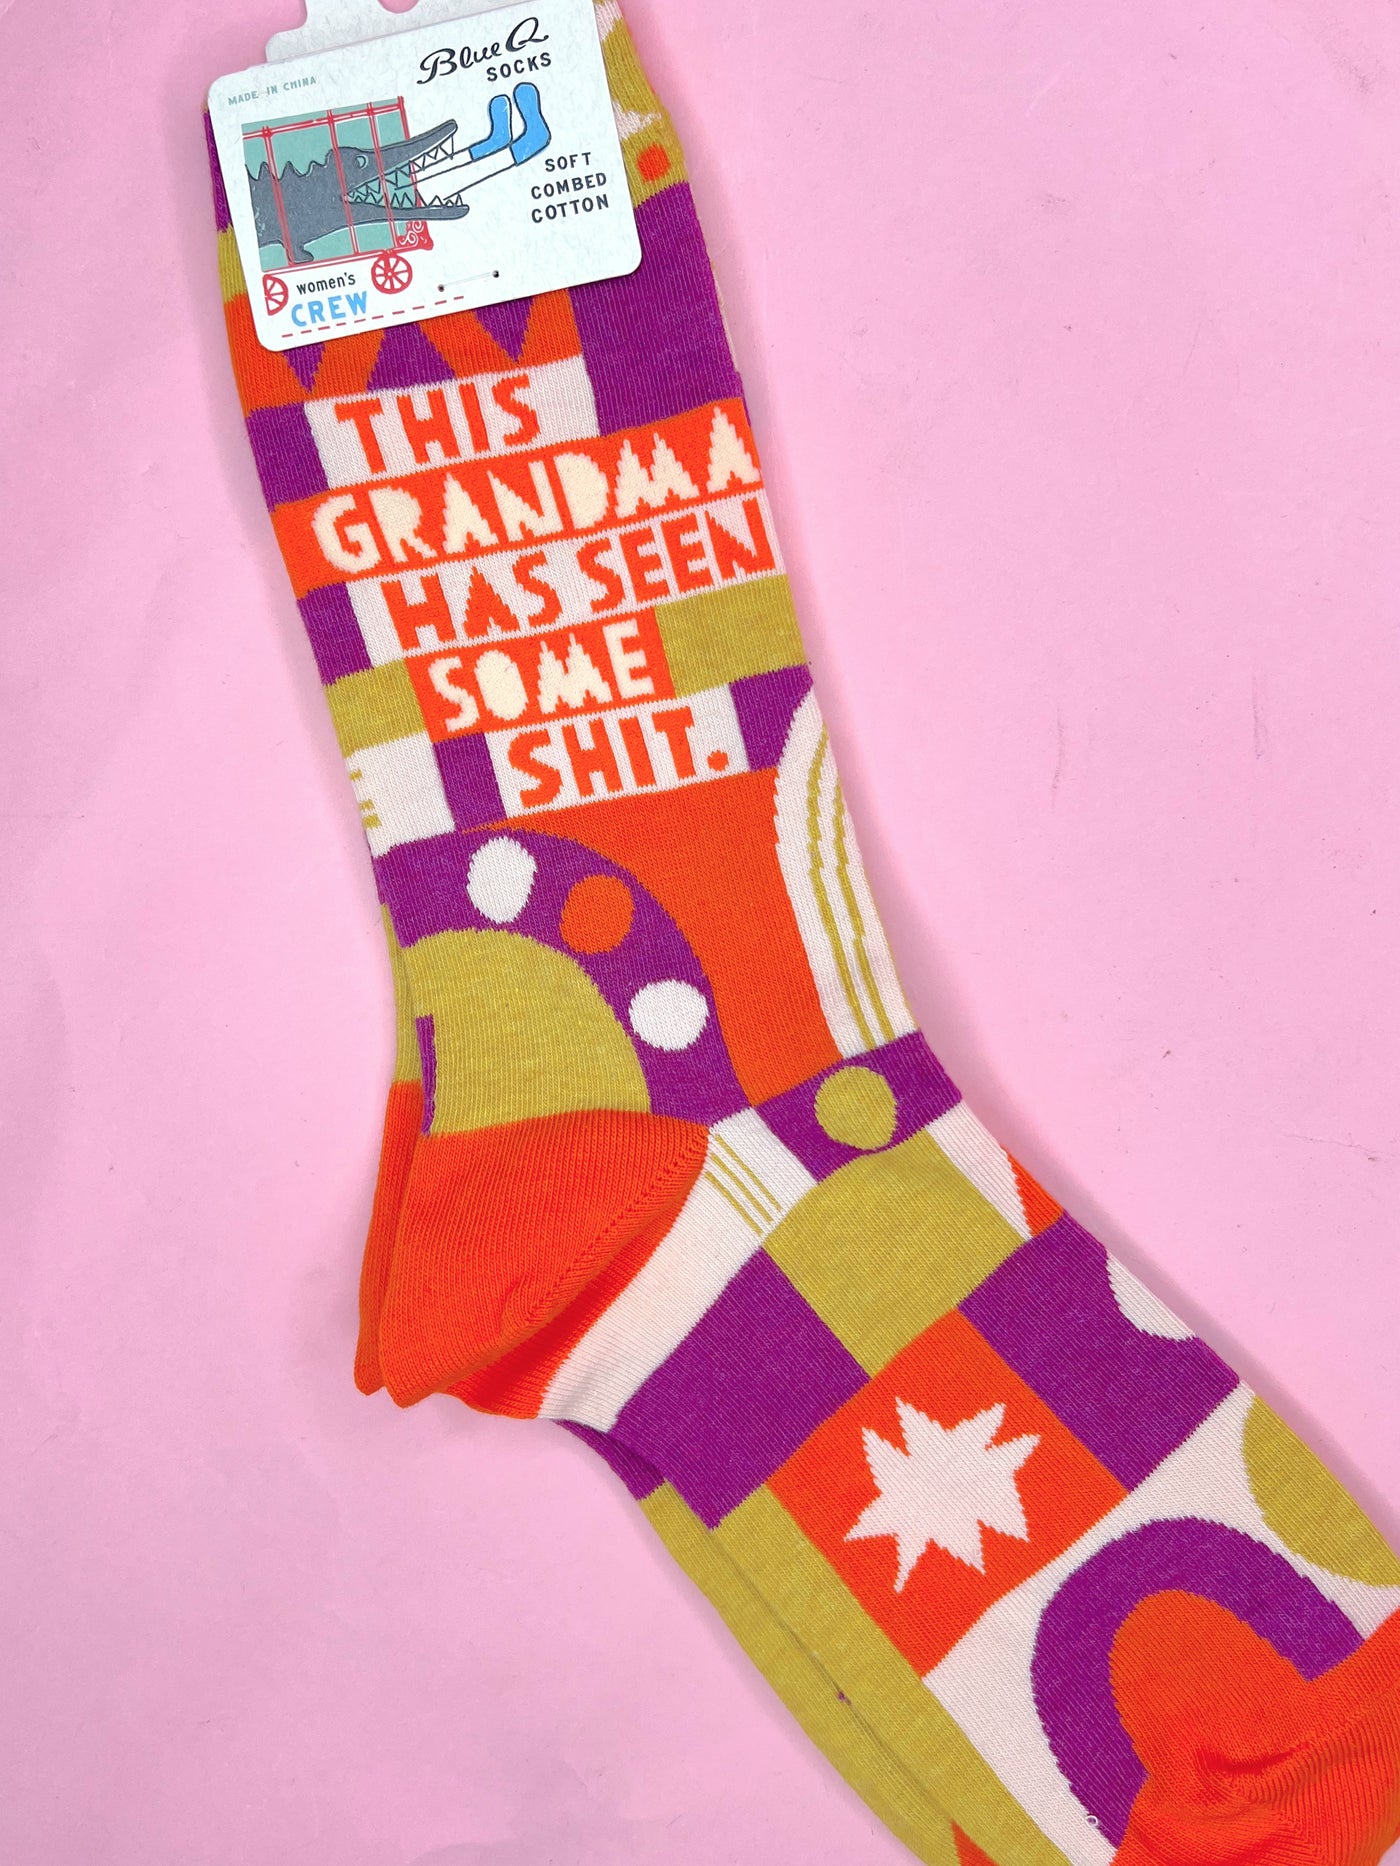 Blue Q
SOCKS
MADE IN CHINA
SOFT
COMBED
COTTON
women's
CREW
THIS
GRANDMA
HAS SEEN
SOME
SHIT.